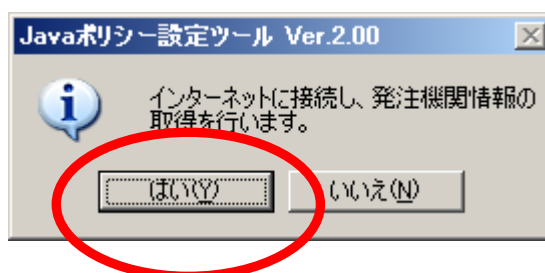 Javaポリシー設定ツール Ver.2.00
インターネットに接続し、発注機関情報の
取得を行います。
はい(Y)
いいえ(N)